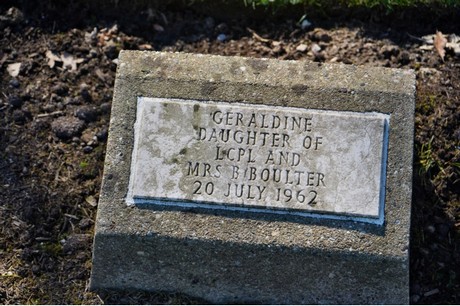 GERALDINE
DAUGHTER OF
LCPL AND
MRS B BOULTER
20 JULY 1962